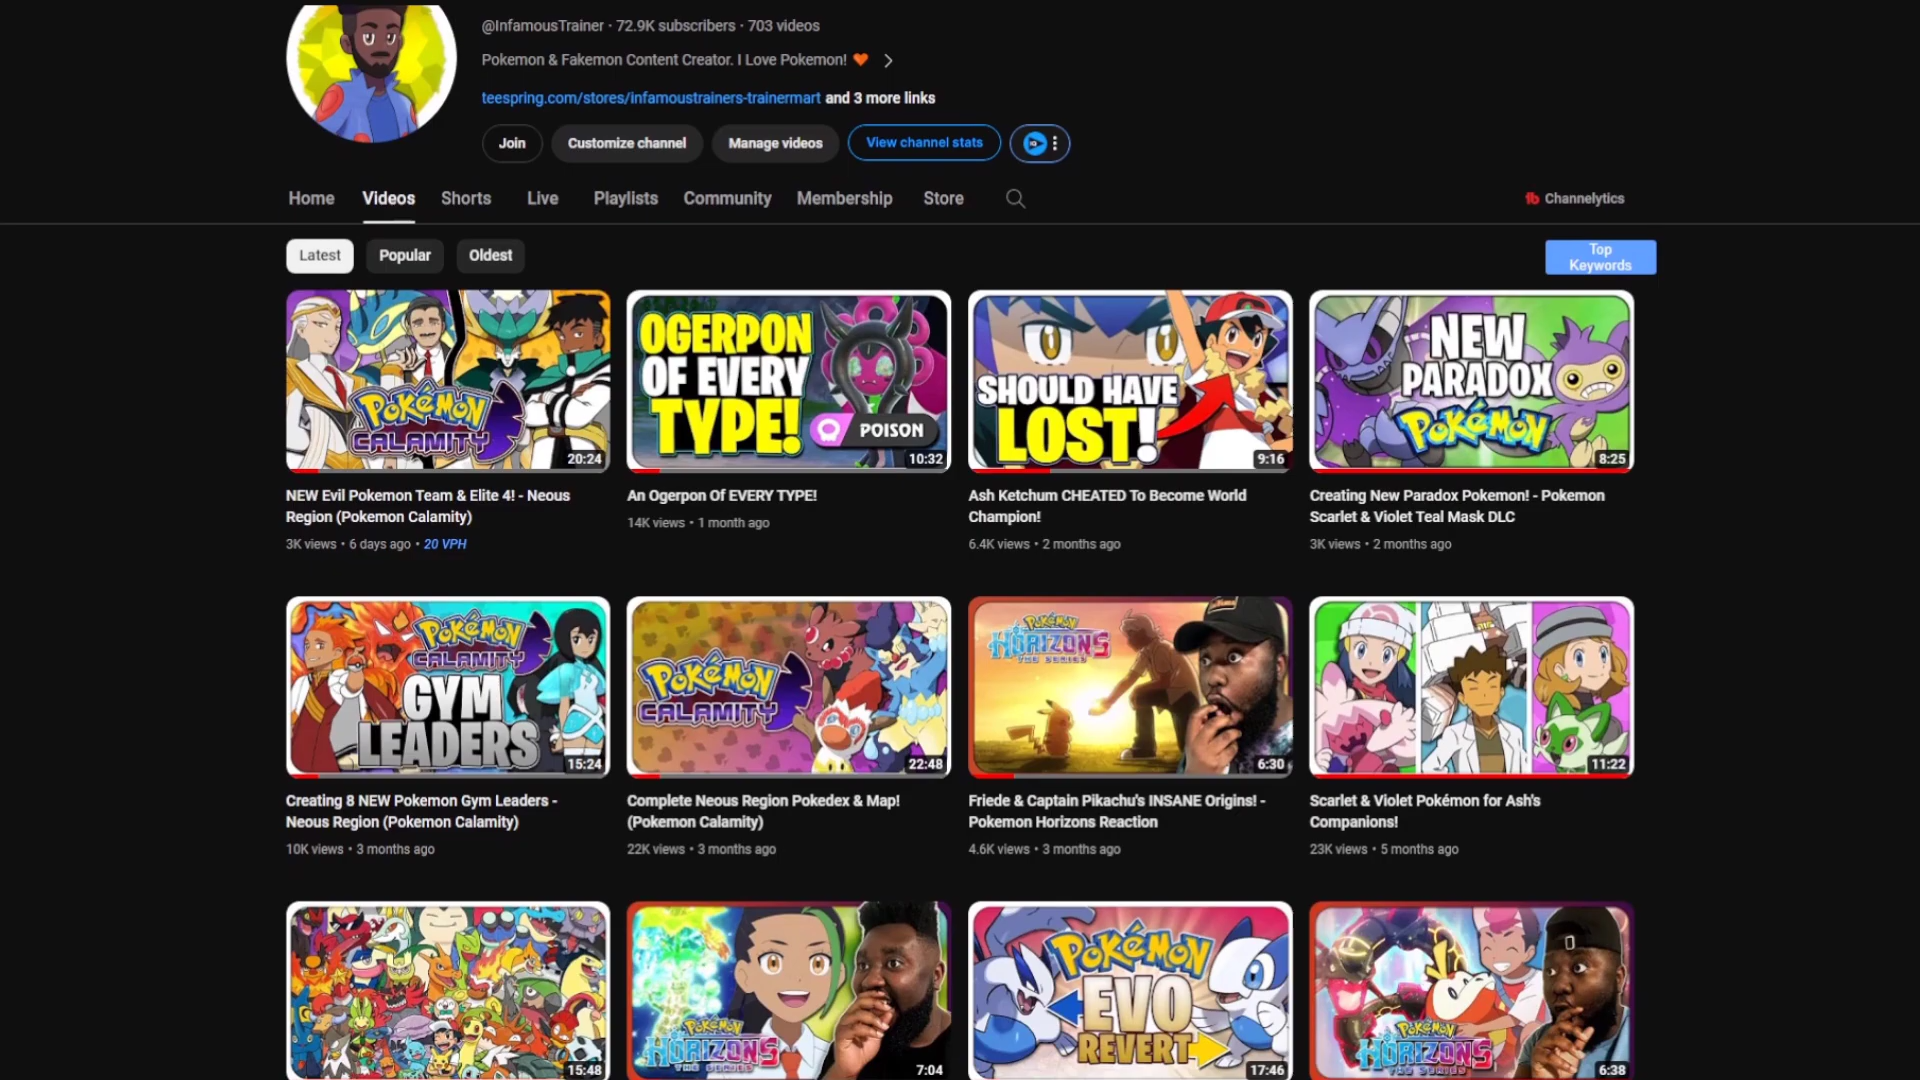 @InfamousTrainer · 72.9K subscribers · 703 videos
Pokemon & Fakemon Content Creator. I Love Pokemon! 🧡
teespring.com/stores/infamoustrainers-trainermart and 3 more links
Join Customize channel Manage videos View channel stats
Home Videos Shorts Live Playlists Community Membership Store Channelytics
Latest Popular Oldest
Top
Keywords
POKÉMON
CALAMITY
20:24
OGERPON
OF EVERY
TYPE!
POISON
10:32
SHOULD HAVE
LOST!
9:16
NEW
PARADOX
POKÉMON
8:25
NEW Evil Pokemon Team & Elite 4! - Neous
Region (Pokemon Calamity)
3K views • 6 days ago • 20 VPH
An Ogerpon Of EVERY TYPE!
14K views • 1 month ago
Ash Ketchum CHEATED To Become World
Champion!
6.4K views • 2 months ago
Creating New Paradox Pokemon! - Pokemon
Scarlet & Violet Teal Mask DLC
3K views • 2 months ago
POKÉMON
CALAMITY
GYM
LEADERS
15:24
POKÉMON
CALAMITY
22:48
POKÉMON
HORIZONS
THE SERIES
6:30
11:22
Creating 8 NEW Pokemon Gym Leaders -
Neous Region (Pokemon Calamity)
10K views • 3 months ago
Complete Neous Region Pokedex & Map!
(Pokemon Calamity)
22K views • 3 months ago
Friede & Captain Pikachu's INSANE Origins! -
Pokemon Horizons Reaction
4.6K views • 3 months ago
Scarlet & Violet Pokémon for Ash's
Companions!
23K views • 5 months ago
15:48
POKÉMON
HORIZONS
THE SERIES
7:04
POKÉMON
EVO
REVERT
17:46
POKÉMON
HORIZONS
THE SERIES
6:38